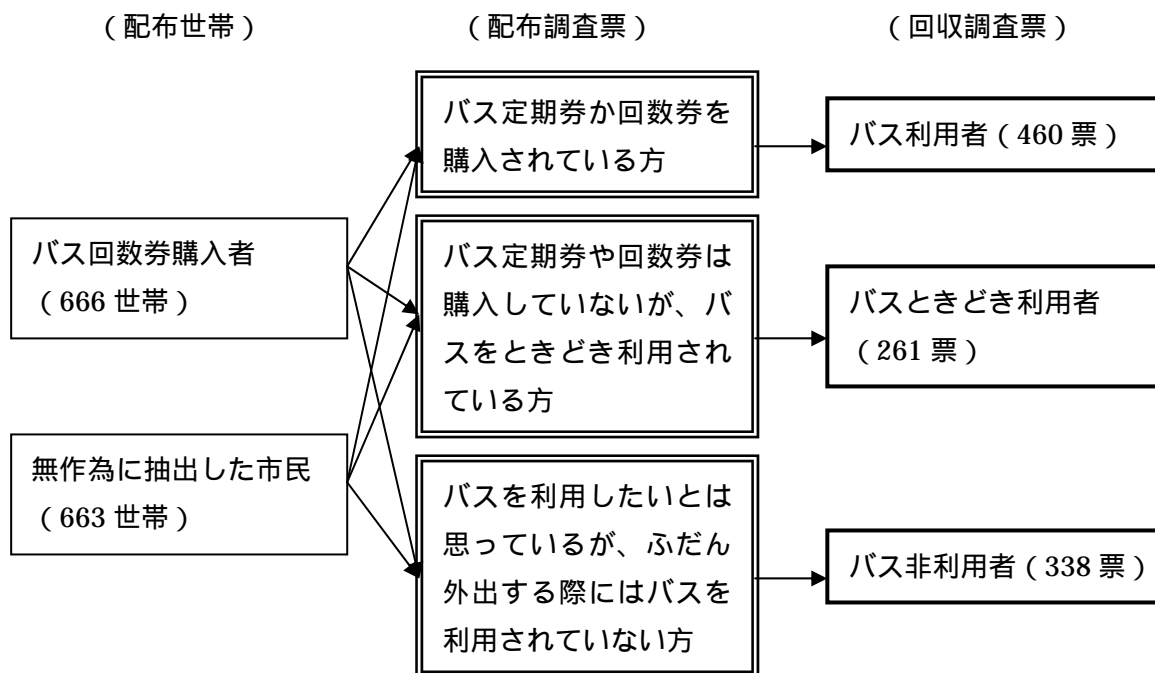 （配布世帯）
（配布調査票）
（回収調査票）
バス回数券購入者
（666 世帯）
無作為に抽出した市民
（663 世帯）
バス定期券か回数券を
購入されている方
バス定期券や回数券は
購入していないが、バ
スをときどき利用され
ている方
バスを利用したいとは
思っているが、ふだん
外出する際にはバスを
利用されていない方
バス利用者（460 票）
バスときどき利用者
（261 票）
バス非利用者（338 票）